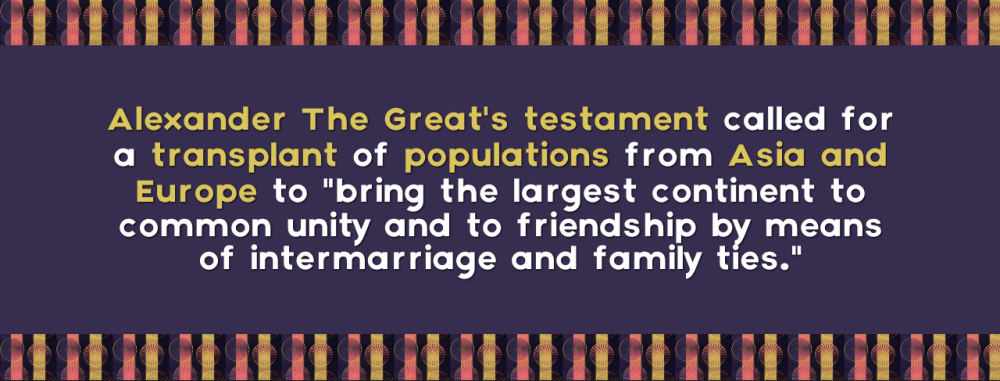 Alexander The Great's testament called for
a transplant of populations from Asia and
Europe to "bring the largest continent to
common unity and to friendship by means
of intermarriage and family ties."